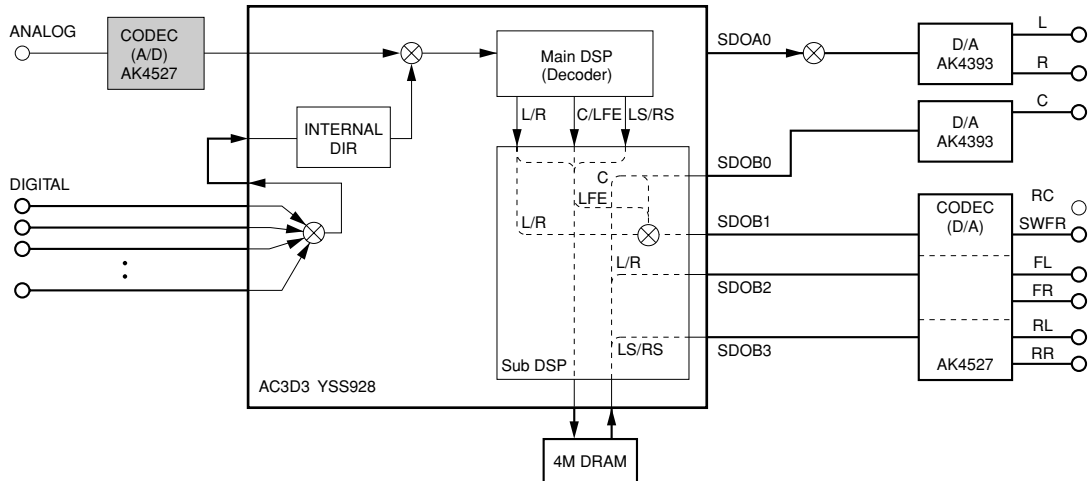 ANALOG
CODEC
(A/D)
AK4527
Main DSP
(Decoder)
SDOA0
D/A
AK4393
L
R
L/R
C/LFE
LS/RS
INTERNAL
DIR
D/A
AK4393
C
SDOB0
C
DIGITAL
LFE
L/R
SDOB1
CODEC
(D/A)
RC
SWFR
L/R
SDOB2
FL
FR
LS/RS
SDOB3
RL
RR
AK4527
Sub DSP
AC3D3 YSS928
4M DRAM